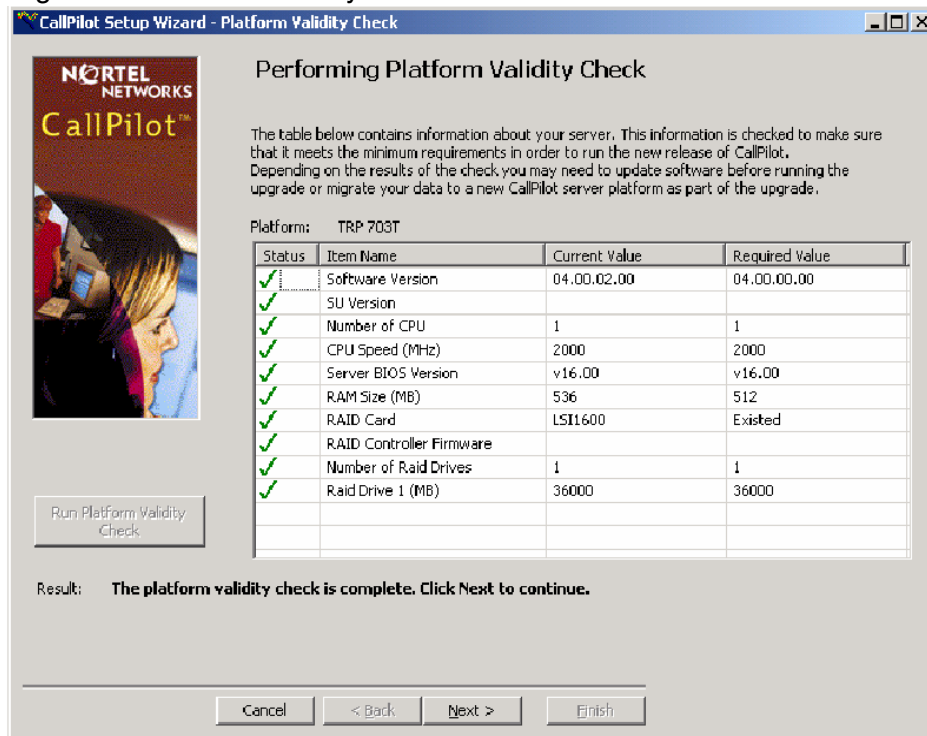 CallPilot Setup Wizard - Platform Validity Check
NORTEL
NETWORKS
CallPilot™
Performing Platform Validity Check
The table below contains information about your server. This information is checked to make sure
that it meets the minimum requirements in order to run the new release of CallPilot.
Depending on the results of the check you may need to update software before running the
upgrade or migrate your data to a new CallPilot server platform as part of the upgrade.
Platform: TRP 703T
Status Item Name Current Value Required Value
Software Version 04.00.02.00 04.00.00.00
SU Version
Number of CPU 1 1
CPU Speed (MHz) 2000 2000
Server BIOS Version v16.00 v16.00
RAM Size (MB) 536 512
RAID Card LSI1600 Existed
RAID Controller Firmware
Number of Raid Drives 1 1
Raid Drive 1 (MB) 36000 36000
Run Platform Validity
Check
Result: The platform validity check is complete. Click Next to continue.
Cancel < Back Next > Finish